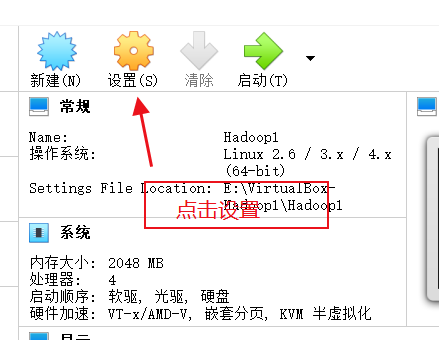 新建(N)
设置(S)
清除
启动(T)
常规
Name: Hadoop1
操作系统: Linux 2.6 / 3.x / 4.x
(64-bit)
Settings File Location: E:\VirtualBox-
Hadoop1\Hadoop1
点击设置
系统
内存大小: 2048 MB
处理器: 4
启动顺序: 软驱, 光驱, 硬盘
硬件加速: VT-x/AMD-V, 嵌套分页, KVM 半虚拟化
显示